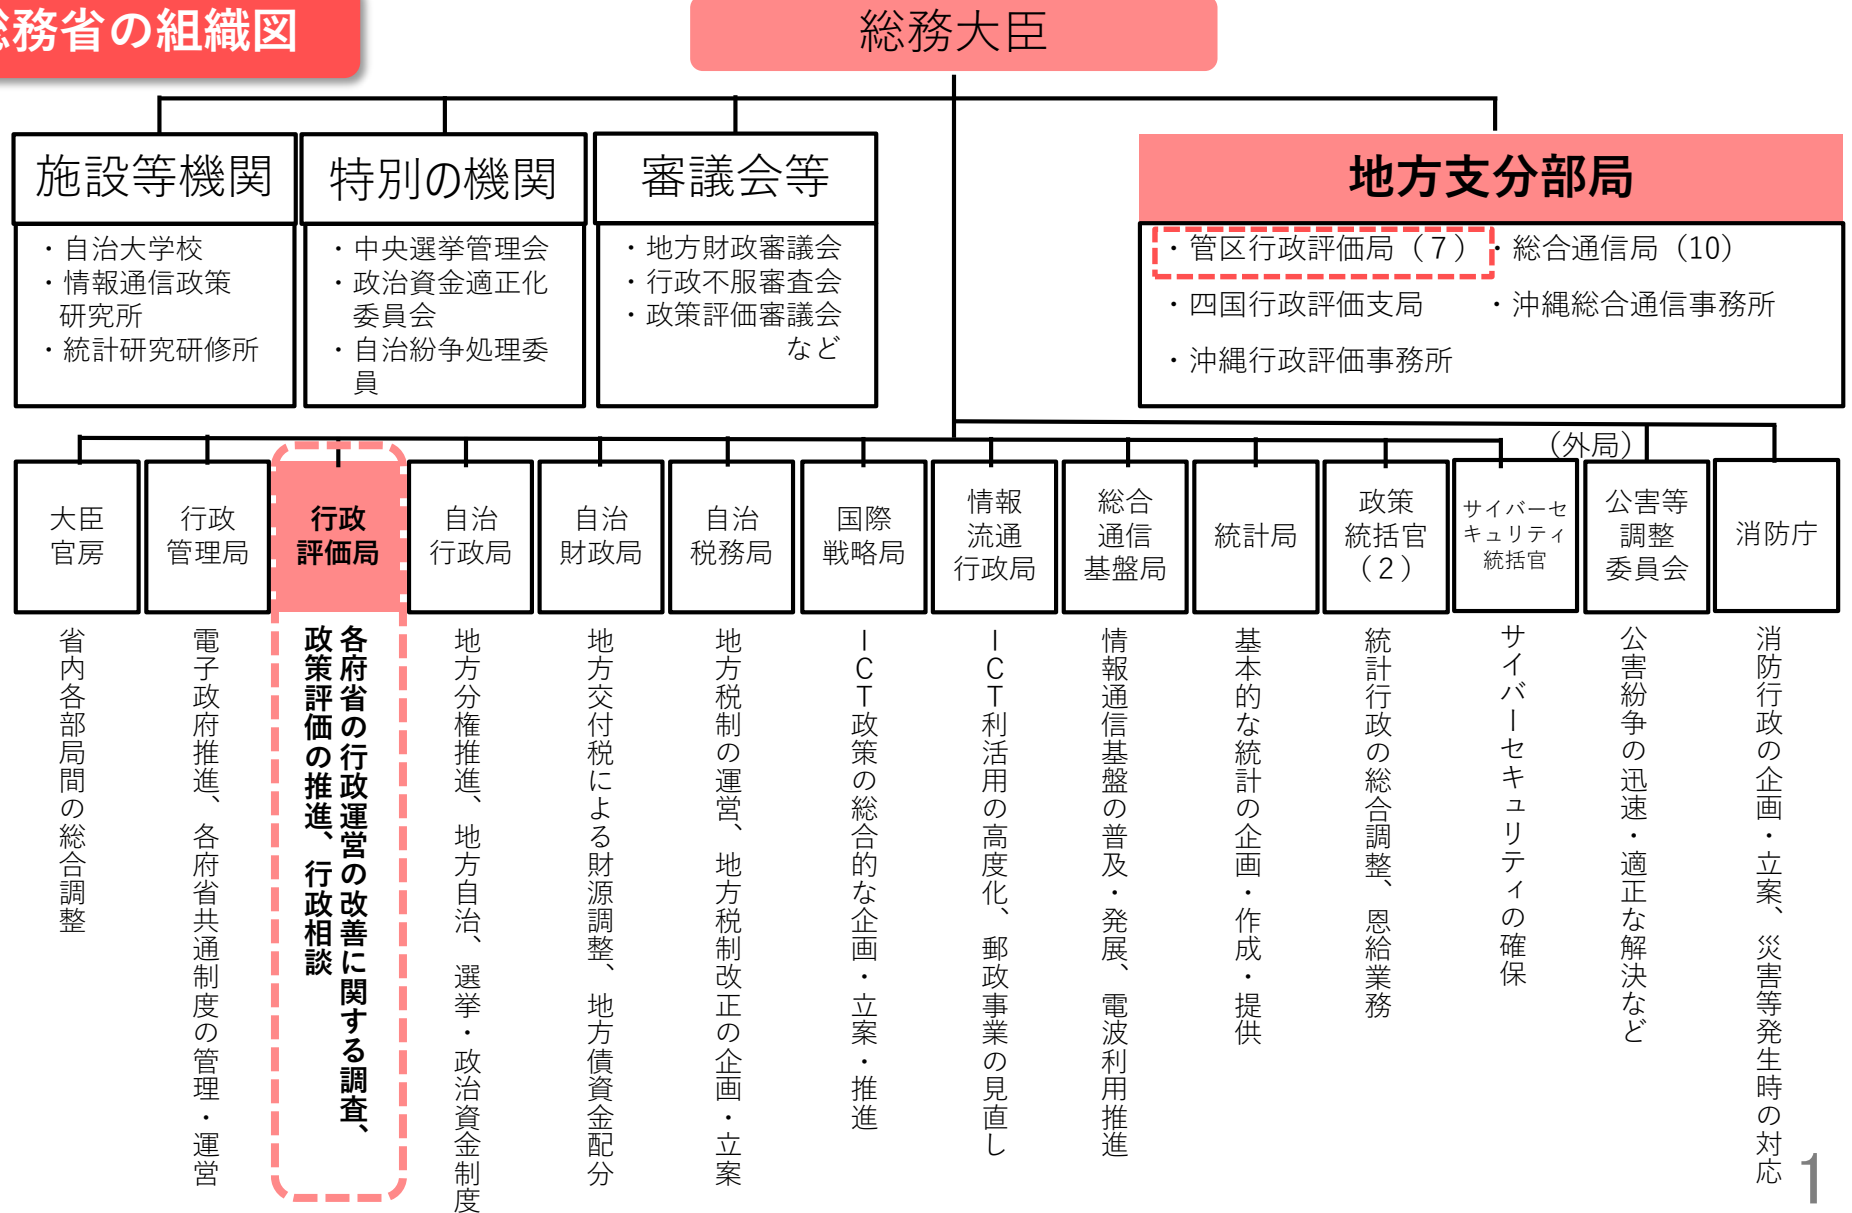 総務省の組織図
総務大臣
施設等機関
・自治大学校
・情報通信政策
研究所
・統計研究研修所
特別の機関
・中央選挙管理会
・政治資金適正化
委員会
・自治紛争処理委
員
審議会等
・地方財政審議会
・行政不服審査会
・政策評価審議会
など
地方支分部局
・管区行政評価局（７）
・総合通信局（10）
・四国行政評価支局
・沖縄総合通信事務所
・沖縄行政評価事務所
（外局）
大臣
官房
行政
管理局
行政
評価局
自治
行政局
自治
財政局
自治
税務局
国際
戦略局
情報
流通
行政局
総合
通信
基盤局
統計局
政策
統括官
（２）
サイバーセ
キュリティ
統括官
公害等
調整
委員会
消防庁
省内各部局間の総合調整
電子政府推進、各府省共通制度の管理・運営
各府省の行政運営の改善に関する調査、
政策評価の推進、行政相談
地方分権推進、地方自治、選挙・政治資金制度
地方交付税による財源調整、地方債資金配分
地方税制の運営、地方税制改正の企画・立案
ＩＣＴ政策の総合的な企画・立案・推進
ＩＣＴ利活用の高度化、郵政事業の見直し
情報通信基盤の普及・発展、電波利用推進
基本的な統計の企画・作成・提供
統計行政の総合調整、恩給業務
サイバーセキュリティの確保
公害紛争の迅速・適正な解決など
消防行政の企画・立案、災害等発生時の対応
1